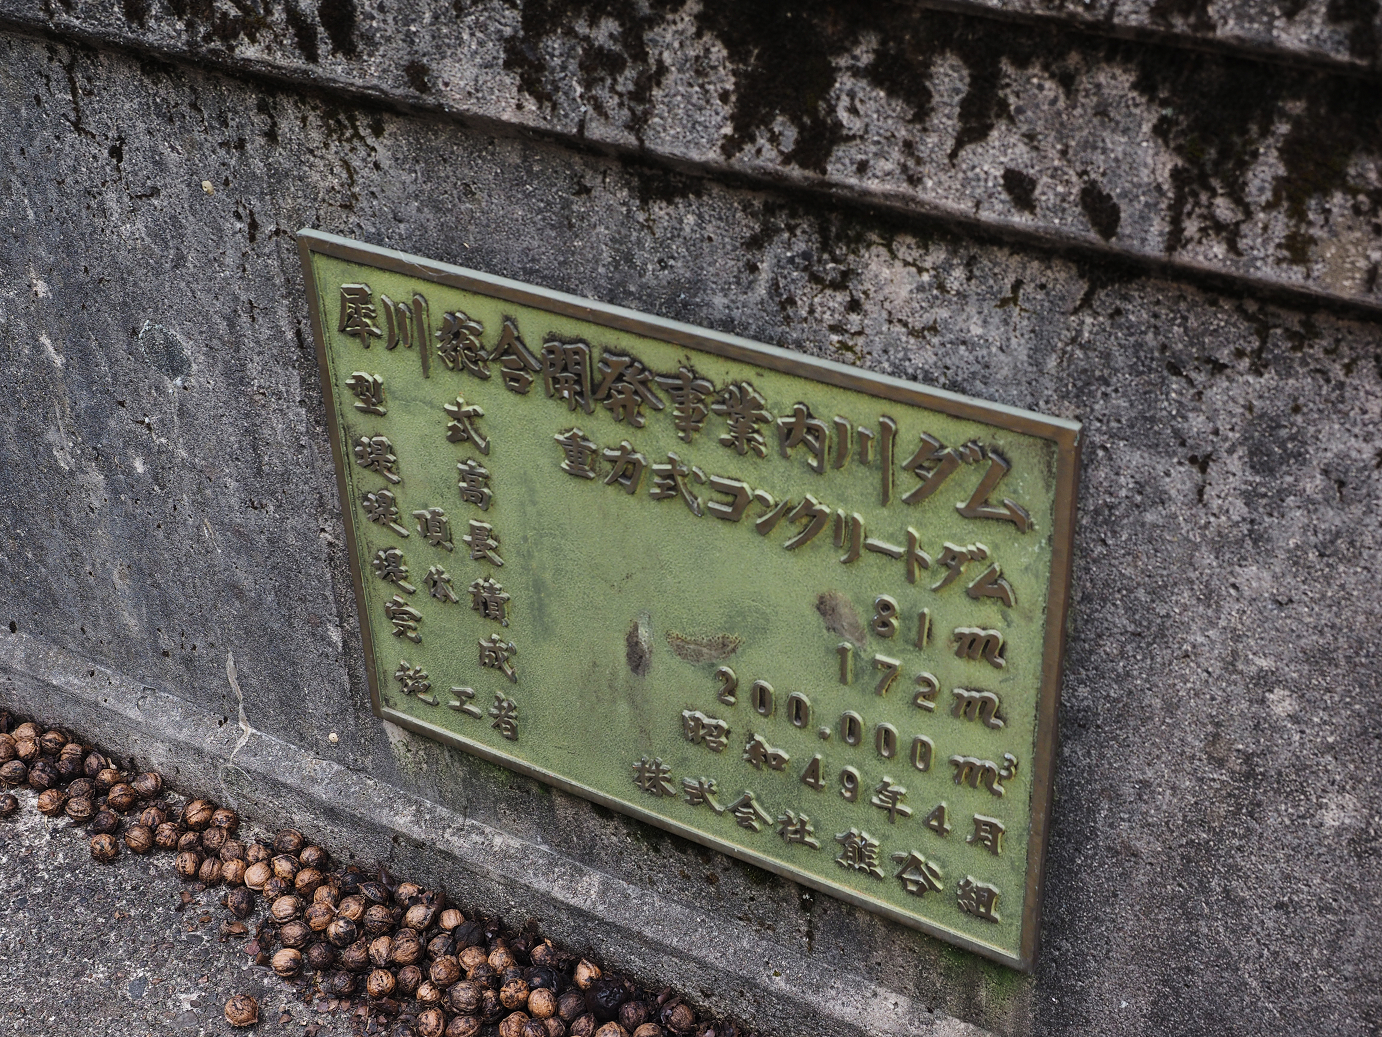 犀川総合開発事業内川ダム
型式 重力式コンクリートダム
堤高 81m
堤頂長 172m
堤体積 200.000m³
完成 昭和49年4月
施工者 株式会社熊谷組